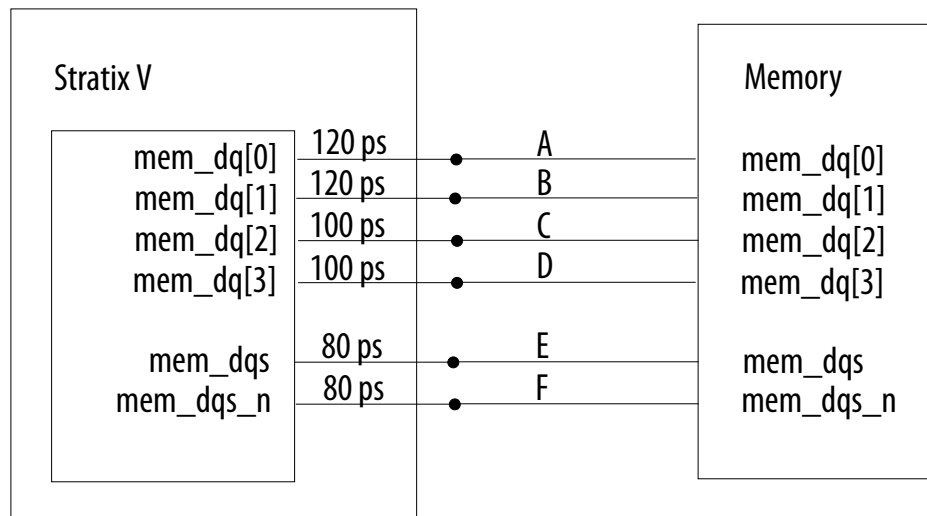 Stratix V
Memory
mem_dq[0] 120 ps A mem_dq[0]
mem_dq[1] 120 ps B mem_dq[1]
mem_dq[2] 100 ps C mem_dq[2]
mem_dq[3] 100 ps D mem_dq[3]
mem_dqs 80 ps E mem_dqs
mem_dqs_n 80 ps F mem_dqs_n